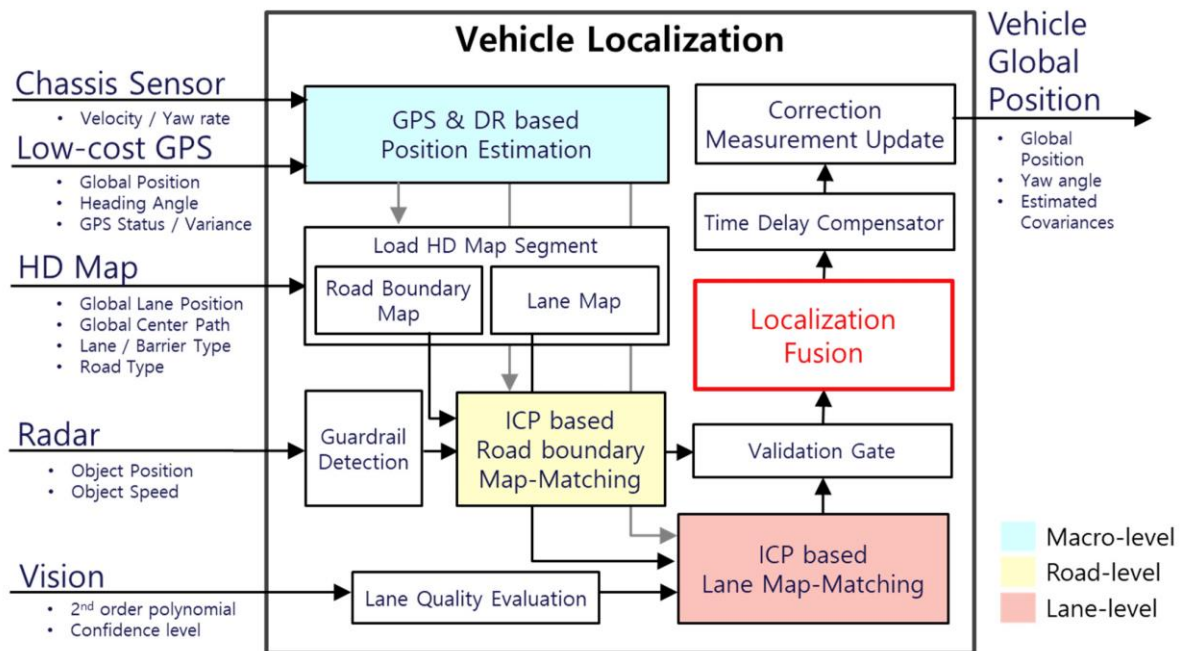 Vehicle Localization
Chassis Sensor
• Velocity / Yaw rate
Low-cost GPS
• Global Position
• Heading Angle
• GPS Status / Variance
HD Map
• Global Lane Position
• Global Center Path
• Lane / Barrier Type
• Road Type
Radar
• Object Position
• Object Speed
Vision
• 2nd order polynomial
• Confidence level
GPS & DR based
Position Estimation
Load HD Map Segment
Road Boundary
Map
Lane Map
Guardrail
Detection
ICP based
Road boundary
Map-Matching
Lane Quality Evaluation
ICP based
Lane Map-Matching
Validation Gate
Localization
Fusion
Time Delay Compensator
Correction
Measurement Update
Vehicle
Global
Position
• Global
Position
• Yaw angle
• Estimated
Covariances
Macro-level
Road-level
Lane-level